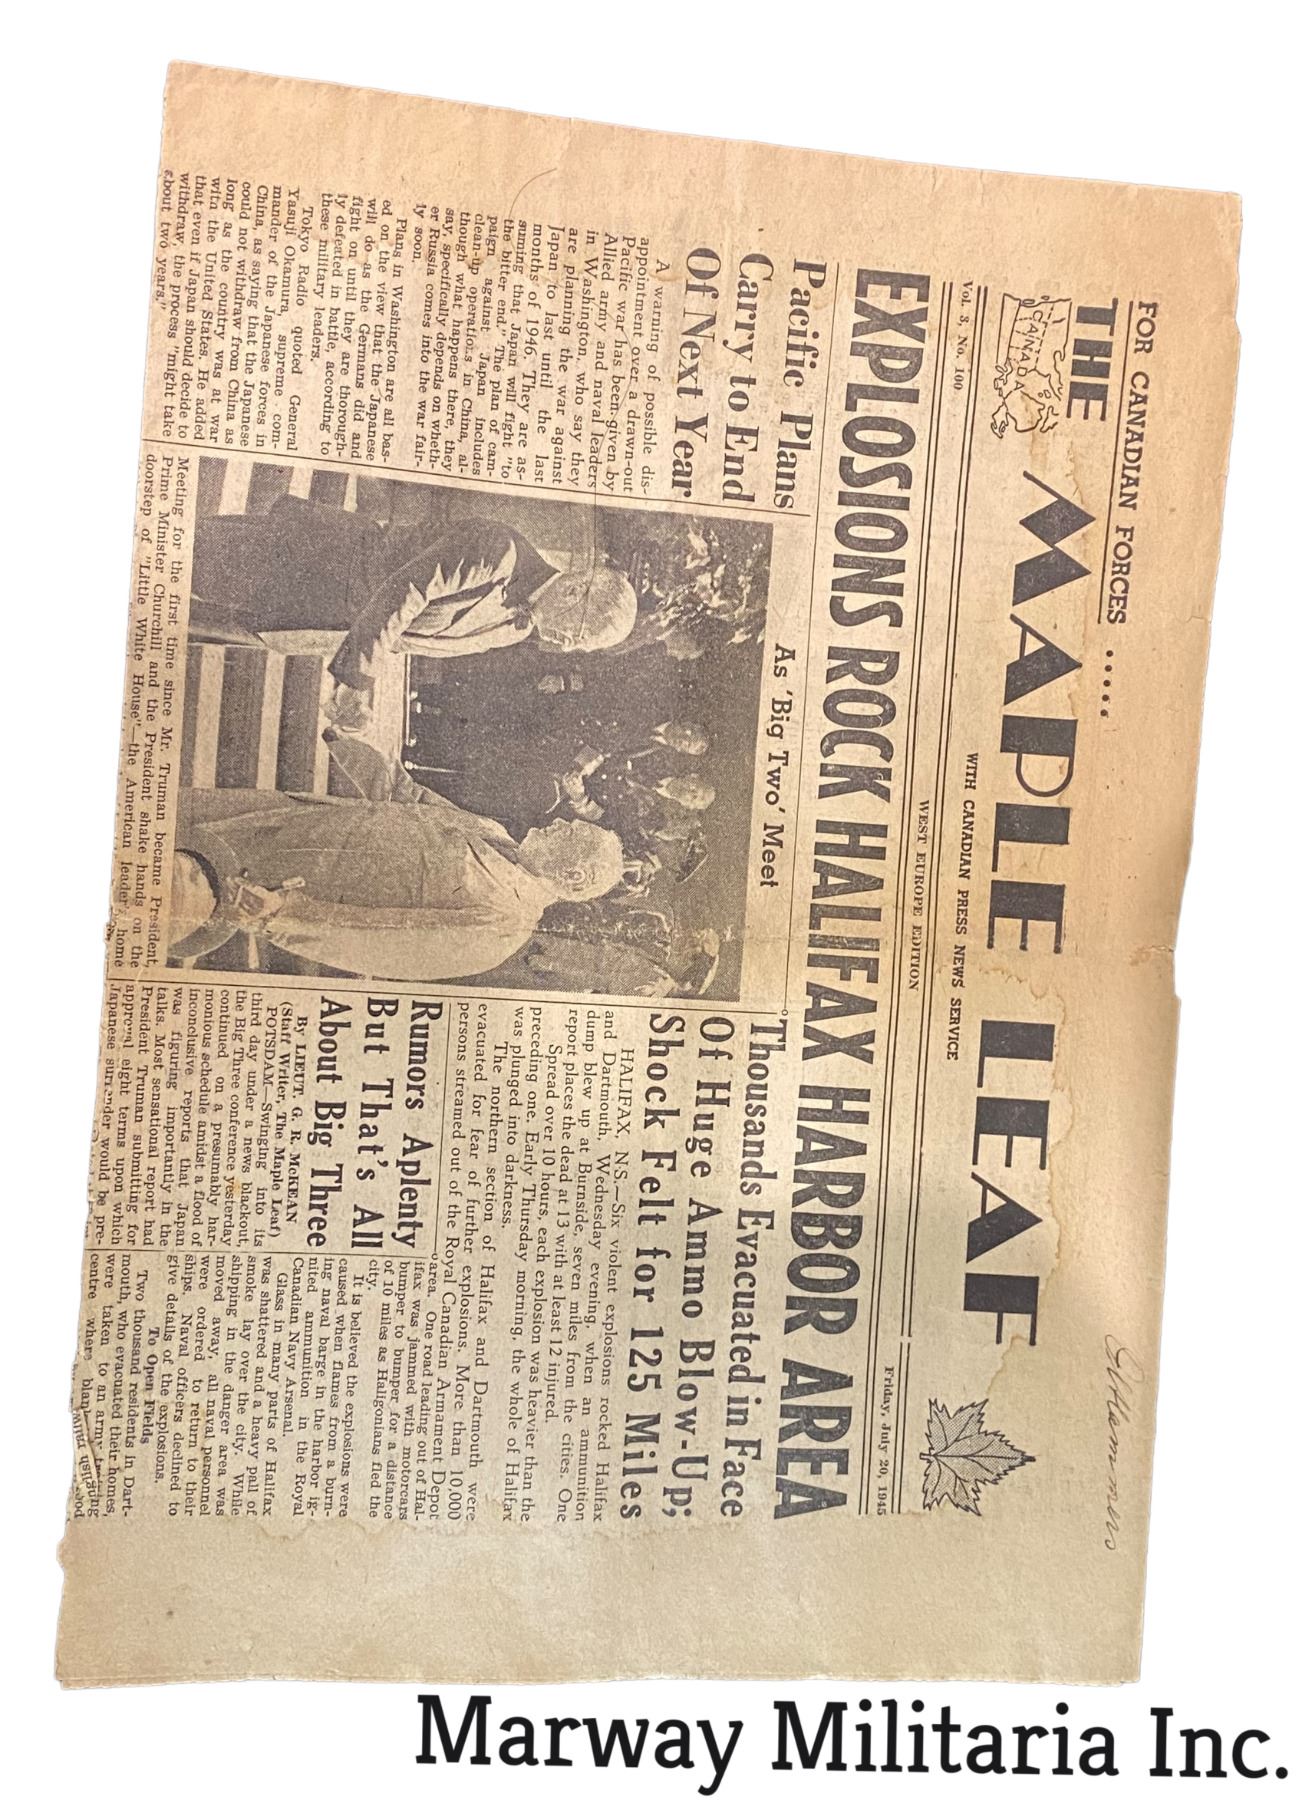 FOR CANADIAN FORCES .....
THE MAPLE LEAF
CANADA
WITH CANADIAN PRESS NEWS SERVICE
Vol. 3, No. 100
WEST EUROPE EDITION
Friday, July 20, 1945
EXPLOSIONS ROCK HALIFAX HARBOR AREA
Pacific Plans
Carry to End
Of Next Year
A warning of possible dis-
appointment over a drawn-out
Pacific war has been given by
Allied army and naval leaders
in Washington, who say they
are planning the war against
Japan to last until the last
months of 1946. They are as-
suming that Japan will fight "to
the bitter end." The plan of cam-
paign against Japan includes
clean-up operations in China, al-
though what happens there, they
say, specifically depends on wheth-
er Russia comes into the war fair-
ly soon.
Plans in Washington are all bas-
ed on the view that the Japanese
will do as the Germans did and
fight on until they are thorough-
ly defeated in battle, according to
these military leaders.
Tokyo Radio quoted General
Yasuji Okamura, supreme com-
mander of the Japanese forces in
China, as saying that the Japanese
could not withdraw from China as
long as the country was at war
with the United States. He added
that even if Japan should decide to
withdraw, the process "might take
about two years."
As 'Big Two' Meet
Meeting for the first time since Mr. Truman became President,
Prime Minister Churchill and the President shake hands on the
doorstep of "Little White House"—the American leader's home
Thousands Evacuated in Face
Of Huge Ammo Blow-Up;
Shock Felt for 125 Miles
HALIFAX, N.S.—Six violent explosions rocked Halifax
and Dartmouth, Wednesday evening, when an ammunition
dump blew up at Burnside, seven miles from the cities. One
report places the dead at 13 with at least 12 injured.
Spread over 10 hours, each explosion was heavier than the
preceding one. Early Thursday morning, the whole of Halifax
was plunged into darkness.
The northern section of Halifax and Dartmouth were
evacuated for fear of further explosions. More than 10,000
persons streamed out of the Royal Canadian Armament Depot
area. One road leading out of Hal-
ifax was jammed with motorcars
bumper to bumper for a distance
of 10 miles as Haligonians fled the
city.
It is believed the explosions were
caused when flames from a burn-
ing naval barge in the harbor ig-
nited ammunition in the Royal
Canadian Navy Arsenal.
Glass in many parts of Halifax
was shattered and a heavy pall of
smoke lay over the city. While
shipping in the danger area was
moved away, all naval personnel
were ordered to return to their
ships. Naval officers declined to
give details of the explosions.
To Open Fields
Two thousand residents in Dart-
mouth, who evacuated their homes,
were taken to an army training
centre where
Rumors Aplenty
But That's All
About Big Three
By LIEUT. G. R. McKEAN
(Staff Writer, The Maple Leaf)
POTSDAM—Swinging into its
third day under a news blackout,
the Big Three conference yesterday
continued on a presumably har-
monious schedule amidst a flood of
inconclusive reports that Japan
was figuring importantly in the
talks. Most sensational report had
President Truman submitting for
approval eight terms upon which
Japanese surrender would be pre-
Marway Militaria Inc.